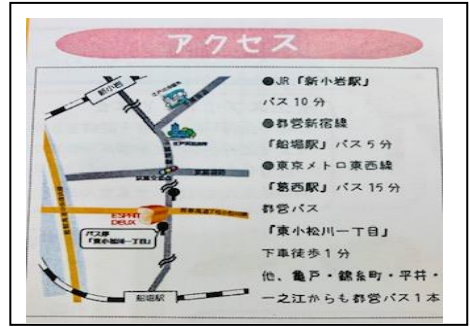 アクセス
新小岩
ESPRIT
DEUX
バス停
「東小松川一丁目」
船堀駅
●JR「新小岩駅」
バス10分
●都営新宿線
「船堀駅」バス5分
●東京メトロ東西線
「葛西駅」バス15分
都営バス
「東小松川一丁目」
下車徒歩1分
他、亀戸・錦糸町・平井・
一之江からも都営バス1本